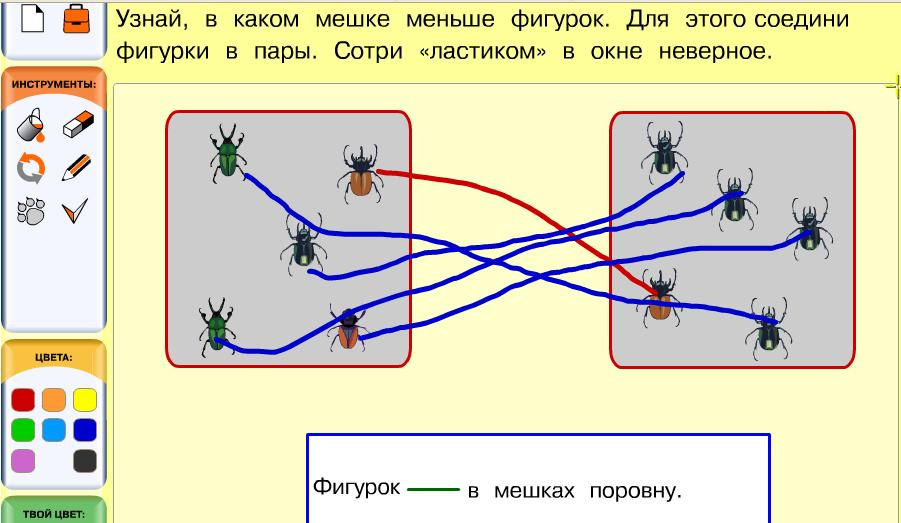 Узнай, в каком мешке меньше фигурок. Для этого соедини
фигурки в пары. Сотри «ластиком» в окне неверное.
ИНСТРУМЕНТЫ:
ЦВЕТА:
ТВОЙ ЦВЕТ:
Фигурок — в мешках поровну.